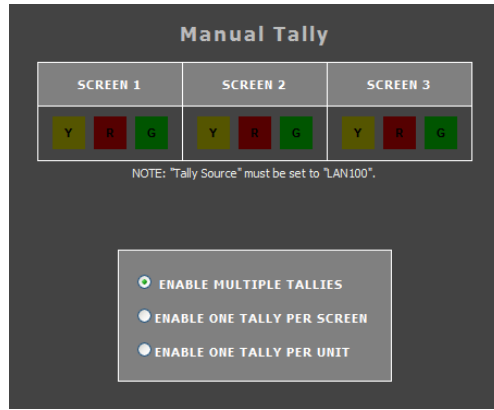 Manual Tally
SCREEN 1 SCREEN 2 SCREEN 3
Y R G Y R G Y R G
NOTE: "Tally Source" must be set to "LAN100".
ENABLE MULTIPLE TALLIES
ENABLE ONE TALLY PER SCREEN
ENABLE ONE TALLY PER UNIT